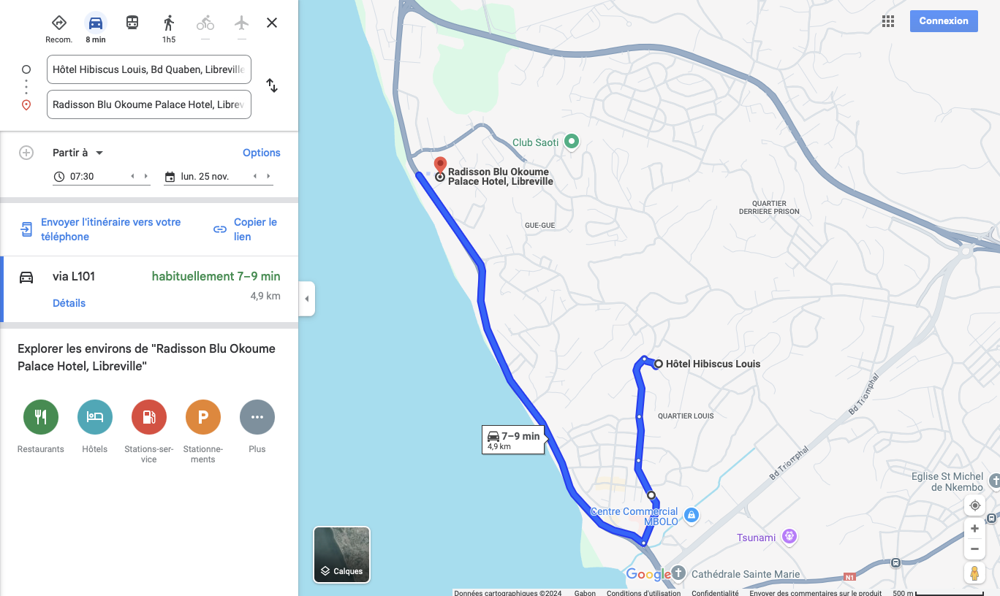 Recom.
8 min
1h5
Hôtel Hibiscus Louis, Bd Quaben, Libreville
Radisson Blu Okoume Palace Hotel, Librev
Partir à
Options
07:30
lun. 25 nov.
Envoyer l'itinéraire vers votre
téléphone
Copier le
lien
via L101
habituellement 7–9 min
4,9 km
Détails
Explorer les environs de "Radisson Blu Okoume
Palace Hotel, Libreville"
P
Restaurants
Hôtels
Stations-ser-
vice
Stationne-
ments
Plus
Connexion
Club Saoti
Radisson Blu Okoume
Palace Hotel, Libreville
QUARTIER
DERRIERE PRISON
GUE-GUE
Hôtel Hibiscus Louis
QUARTIER LOUIS
Bd Triomphal
Bd Triomphal
7–9 min
4,9 km
Eglise St Michel
de Nkembo
Centre Commercial
MBOLO
Tsunami
Calques
Google
Cathédrale Sainte Marie
N1
Données cartographiques ©2024
Gabon
Conditions d'utilisation
Confidentialité
Envoyer des commentaires sur le produit
500 m